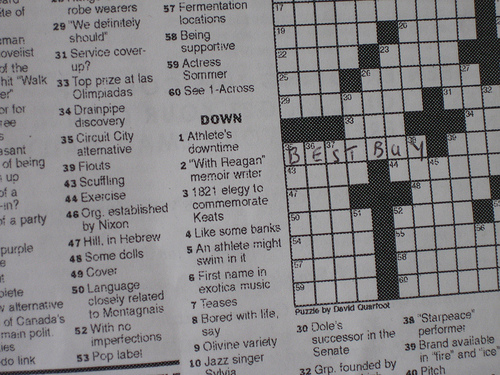 ete of
man
ovelist
of the
hit "Walk
er"
or for
ree
asant
of being
s up
of a
-in?
of a party
purple
e
plete
v alternative
of Canada's
main polit.
ies
do link
robe wearers
29 "We definitely
should"
31 Service cover-
up?
33 Top prize at las
Olimpiadas
34 Drainpipe
discovery
35 Circuit City
alternative
39 Flouts
43 Scuffling
44 Exercise
46 Org. established
by Nixon
47 Hill, in Hebrew
48 Some dolls
49 Cover
50 Language
closely related
to Montagnais
52 With no
imperfections
53 Pop label
57 Fermentation
locations
58 Being
supportive
59 Actress
Sommer
60 See 1-Across
DOWN
1 Athlete's
downtime
2 "With Reagan"
memoir writer
3 1821 elegy to
commemorate
Keats
4 Like some banks
5 An athlete might
swim in it
6 First name in
exotica music
7 Teases
8 Bored with life,
say
9 Olivine variety
10 Jazz singer
Sylvia
17
19 20
22 23
25 26 27
29 30 31 32
33 34
36 37 38 39
BEST BUY
43 44 45
47 48
50 51 52 56
54 55
57 58
59 60
Puzzle by David Quarfoot
30 Dole's
successor in the
Senate
32 Grp. founded by
38 "Starpeace"
performer
39 Brand available
in "fire" and "ice"
40 Pitch